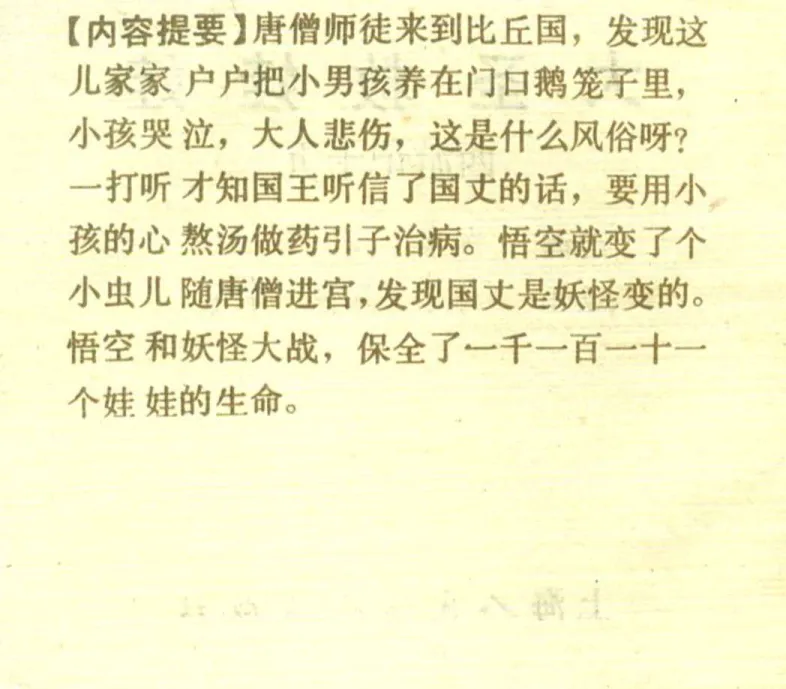 【内容提要】唐僧师徒来到比丘国，发现这
儿家家 户户把小男孩养在门口鹅笼子里，
小孩哭 泣，大人悲伤，这是什么风俗呀？
一打听 才知国王听信了国丈的话，要用小
孩的心 熬汤做药引子治病。悟空就变了个
小虫儿 随唐僧进宫，发现国丈是妖怪变的。
悟空 和妖怪大战，保全了一千一百一十一
个娃 娃的生命。